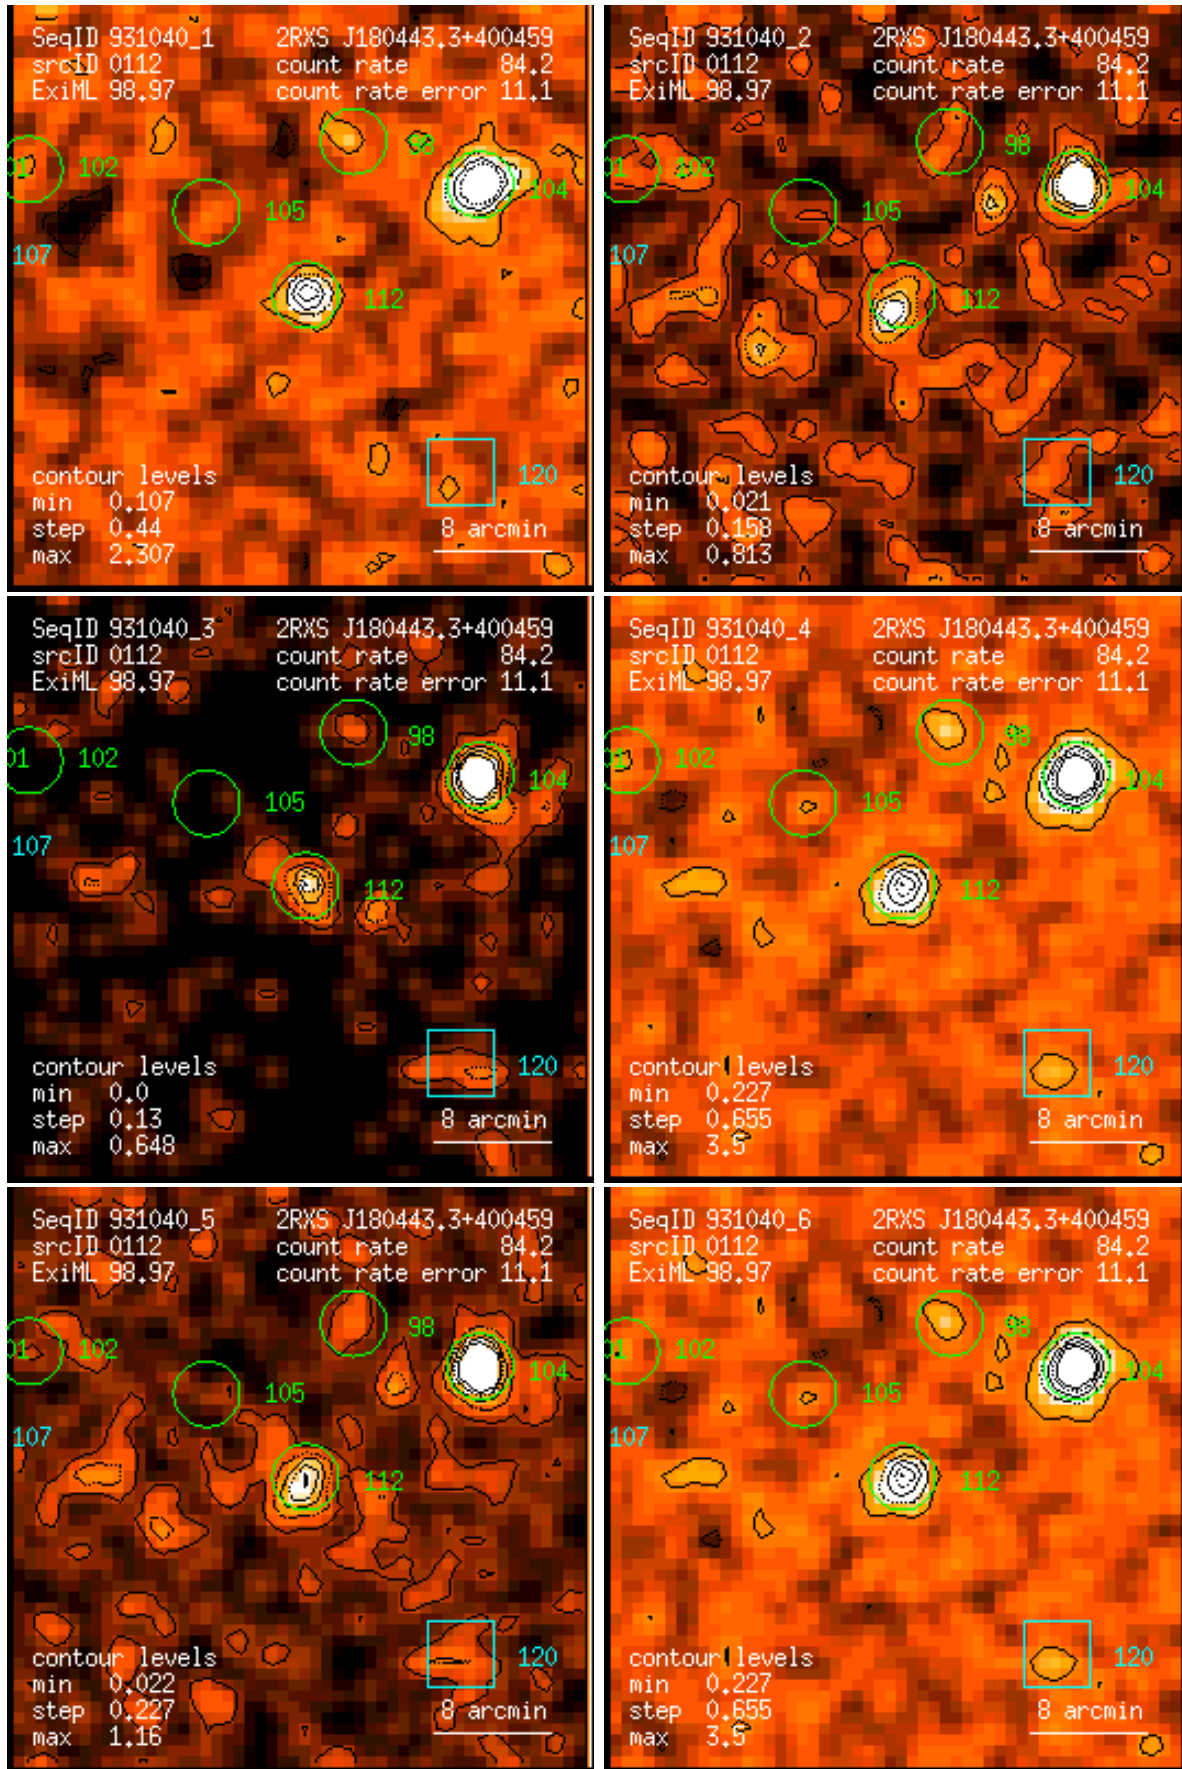 SeqID 931040_1 2RXS J180443.3+400459
srcID 0112 count rate 84.2
ExiML 98.97 count rate error 11.1
98
01 102
104
105
107
112
120
contour levels
min 0.107
step 0.44
max 2.307
8 arcmin
SeqID 931040_2 2RXS J180443.3+400459
srcID 0112 count rate 84.2
ExiML 98.97 count rate error 11.1
98
01 102
104
105
107
112
120
contour levels
min 0.021
step 0.158
max 0.813
8 arcmin
SeqID 931040_3 2RXS J180443.3+400459
srcID 0112 count rate 84.2
ExiML 98.97 count rate error 11.1
98
01 102
104
105
107
112
120
contour levels
min 0.0
step 0.13
max 0.648
8 arcmin
SeqID 931040_4 2RXS J180443.3+400459
srcID 0112 count rate 84.2
ExiML 98.97 count rate error 11.1
98
01 102
104
105
107
112
120
contour levels
min 0.227
step 0.655
max 3.5
8 arcmin
SeqID 931040_5 2RXS J180443.3+400459
srcID 0112 count rate 84.2
ExiML 98.97 count rate error 11.1
98
01 102
104
105
107
112
120
contour levels
min 0.022
step 0.227
max 1.16
8 arcmin
SeqID 931040_6 2RXS J180443.3+400459
srcID 0112 count rate 84.2
ExiML 98.97 count rate error 11.1
98
01 102
104
105
107
112
120
contour levels
min 0.227
step 0.655
max 3.5
8 arcmin